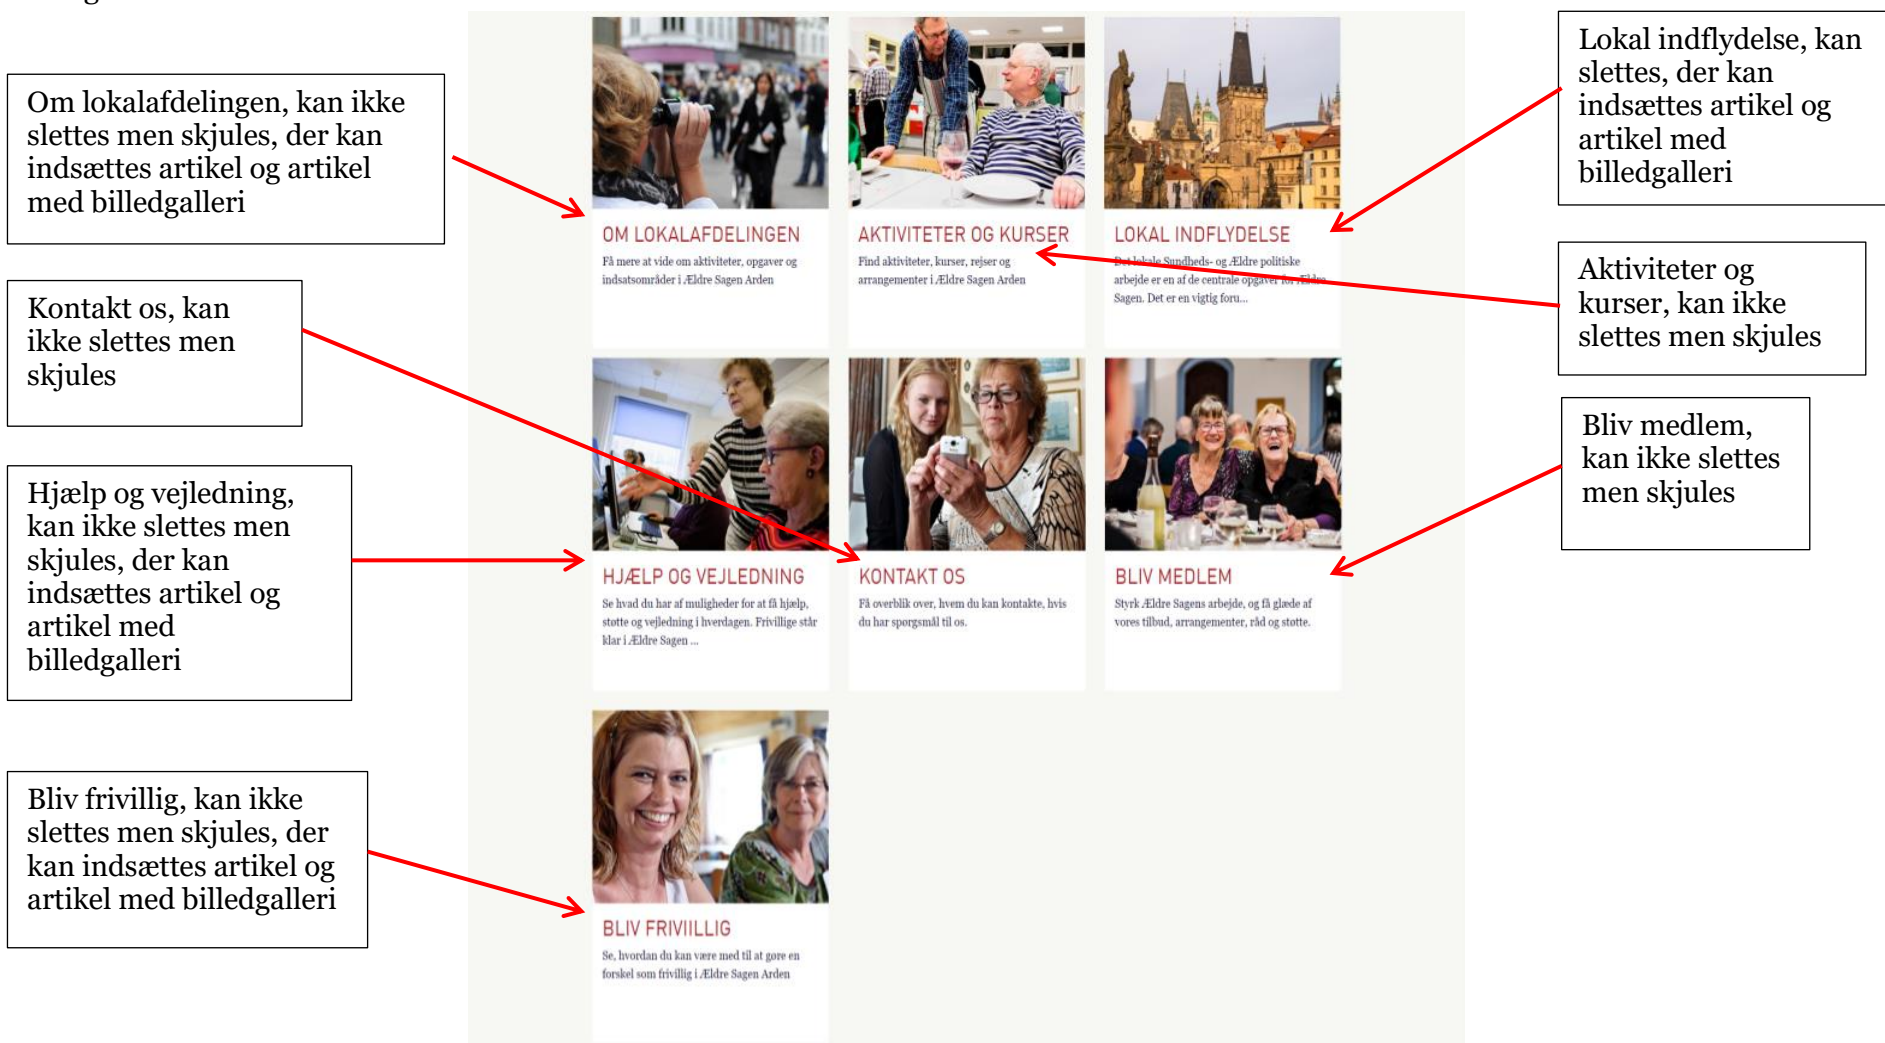 Om lokalafdelingen, kan ikke
slettes men skjules, der kan
indsættes artikel og artikel
med billedgalleri
Kontakt os, kan
ikke slettes men
skjules
Hjælp og vejledning,
kan ikke slettes men
skjules, der kan
indsættes artikel og
artikel med
billedgalleri
Bliv frivillig, kan ikke
slettes men skjules, der
kan indsættes artikel og
artikel med billedgalleri
OM LOKALAFDELINGEN
Få mere at vide om aktiviteter, opgaver og
indsatsområder i Ældre Sagen Arden
AKTIVITETER OG KURSER
Find aktiviteter, kurser, rejser og
arrangementer i Ældre Sagen Arden
LOKAL INDFLYDELSE
Det lokale Sundheds- og Ældre politiske
arbejde er en af de centrale opgaver for Ældre
Sagen. Det er en vigtig foru...
HJÆLP OG VEJLEDNING
Se hvad du har af muligheder for at få hjælp,
støtte og vejledning i hverdagen. Frivillige står
klar i Ældre Sagen ...
KONTAKT OS
Få overblik over, hvem du kan kontakte, hvis
du har spørgsmål til os.
BLIV MEDLEM
Styrk Ældre Sagens arbejde, og få glæde af
vores tilbud, arrangementer, råd og støtte.
BLIV FRIVIILLIG
Se, hvordan du kan være med til at gøre en
forskel som frivillig i Ældre Sagen Arden
Lokal indflydelse, kan
slettes, der kan
indsættes artikel og
artikel med
billedgalleri
Aktiviteter og
kurser, kan ikke
slettes men skjules
Bliv medlem,
kan ikke slettes
men skjules